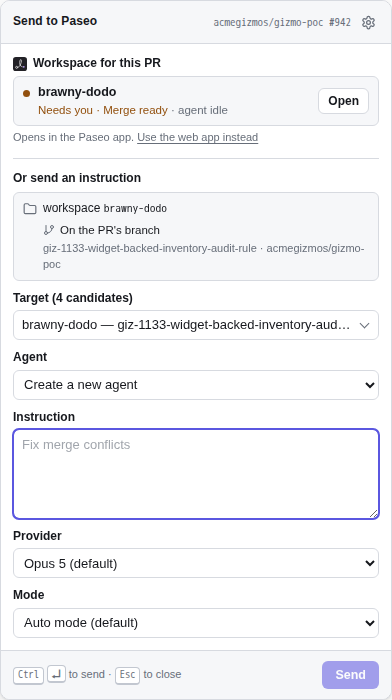 Send to Paseo
acmegizmos/gizmo-poc #942
Workspace for this PR
brawny-dodo
Needs you · Merge ready · agent idle
Open
Opens in the Paseo app. Use the web app instead
Or send an instruction
workspace brawny-dodo
On the PR's branch
giz-1133-widget-backed-inventory-audit-rule · acmegizmos/gizmo-
poc
Target (4 candidates)
brawny-dodo — giz-1133-widget-backed-inventory-aud...
Agent
Create a new agent
Instruction
Fix merge conflicts
Provider
Opus 5 (default)
Mode
Auto mode (default)
Ctrl ↵ to send · Esc to close
Send